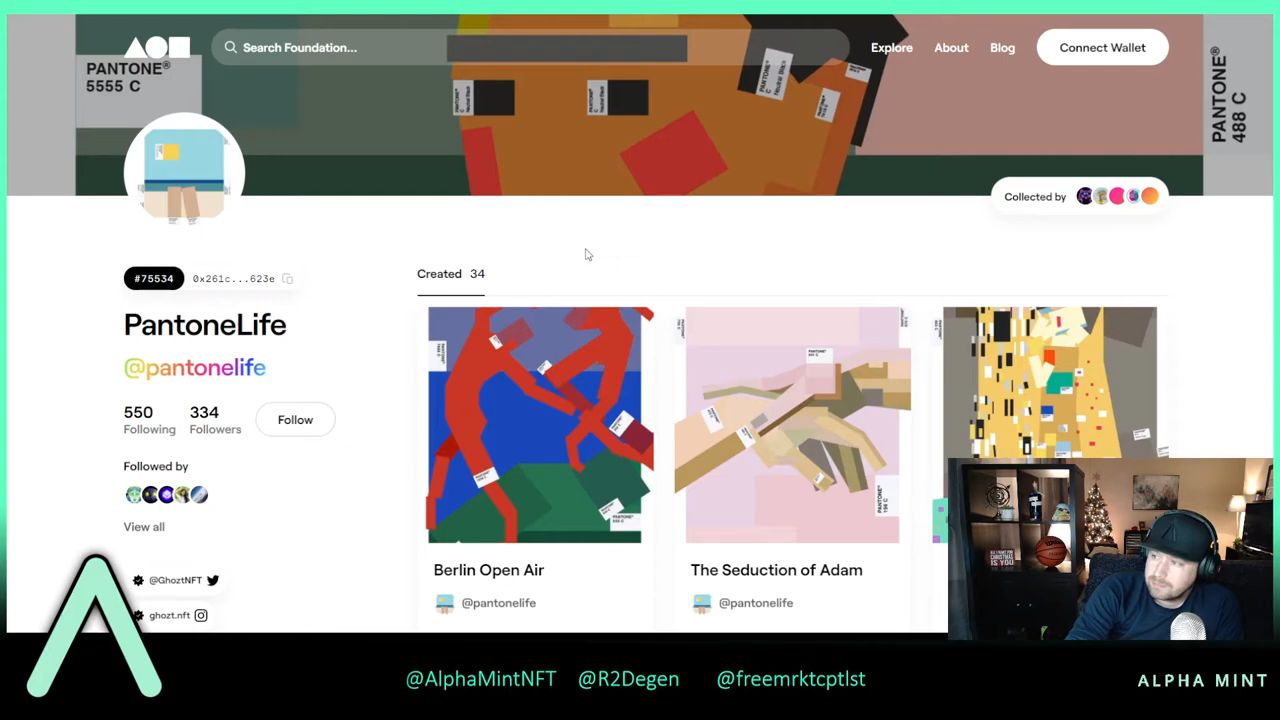 PANTONE®
5555 C
Search Foundation...
Explore
About
Blog
Connect Wallet
PANTONE
488 C
Collected by
#75534
0x261c...623e
Created 34
PantoneLife
@pantonelife
550
Following
334
Followers
Follow
Followed by
View all
@GhoztNFT
ghozt.nft
Berlin Open Air
@pantonelife
The Seduction of Adam
@pantonelife
@AlphaMintNFT
@R2Degen
@freemrktcptlst
ALPHA MINT